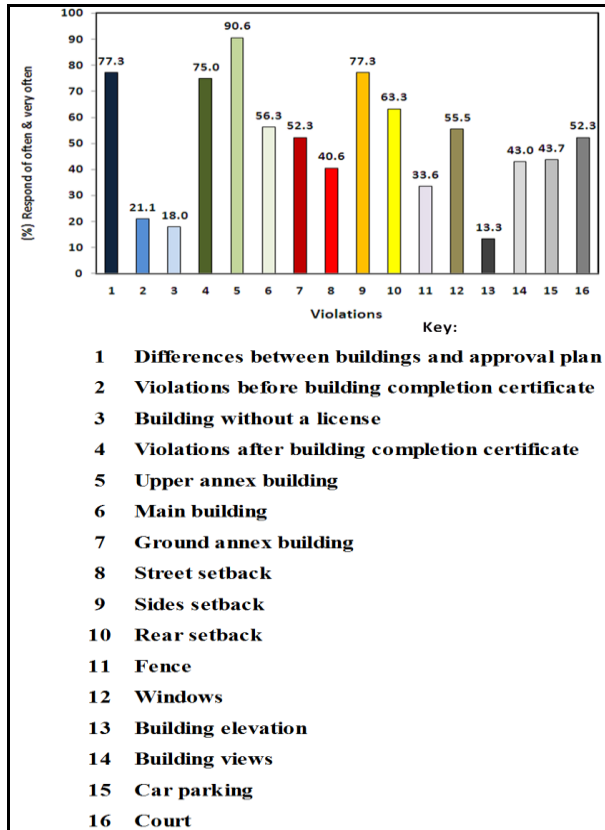 100
90
80
70
60
50
40
30
20
10
0
(%) Respond of often & very often
77.3
21.1
18.0
75.0
90.6
56.3
52.3
40.6
77.3
63.3
33.6
55.5
13.3
43.0
43.7
52.3
1 2 3 4 5 6 7 8 9 10 11 12 13 14 15 16
Violations
Key:
1 Differences between buildings and approval plan
2 Violations before building completion certificate
3 Building without a license
4 Violations after building completion certificate
5 Upper annex building
6 Main building
7 Ground annex building
8 Street setback
9 Sides setback
10 Rear setback
11 Fence
12 Windows
13 Building elevation
14 Building views
15 Car parking
16 Court